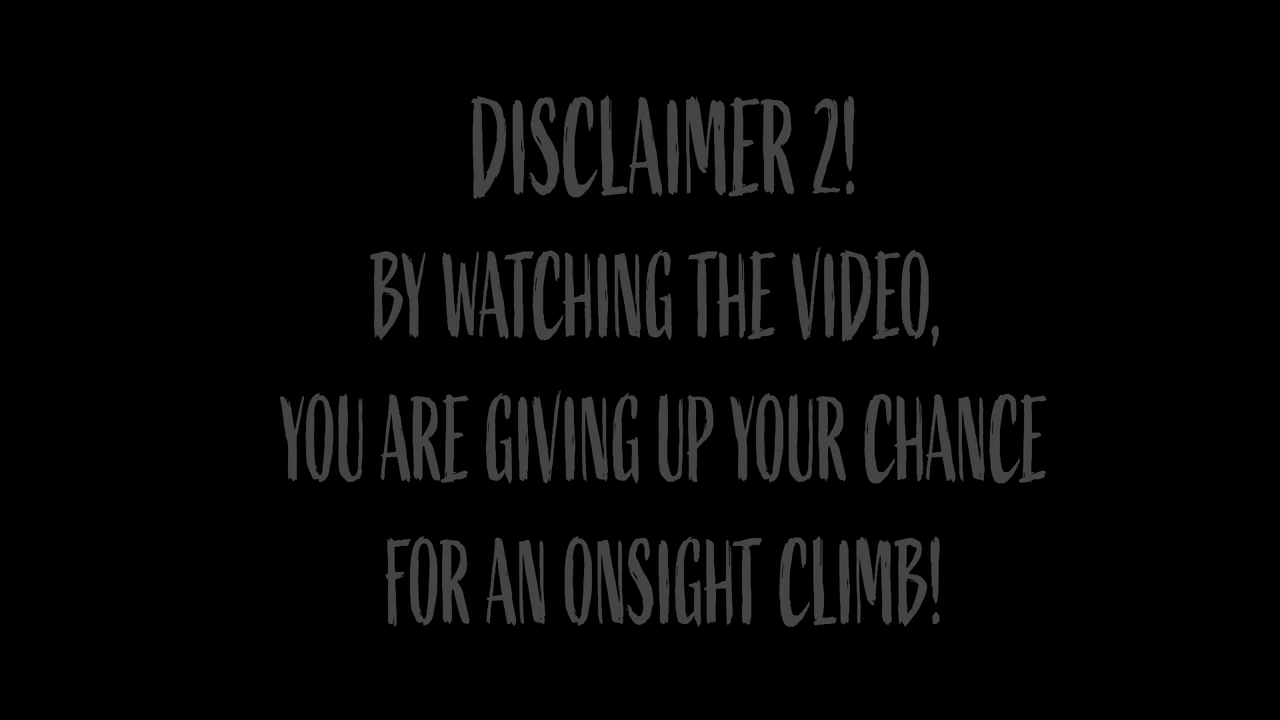 DISCLAIMER 2!
BY WATCHING THE VIDEO,
YOU ARE GIVING UP YOUR CHANCE
FOR AN ONSIGHT CLIMB!